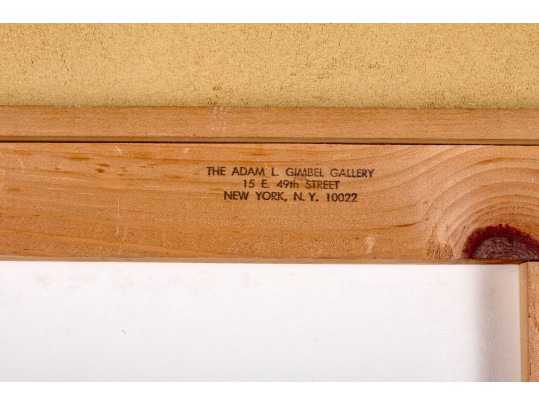 THE ADAM L. GIMBEL GALLERY
15 E. 49th STREET
NEW YORK, N. Y. 10022